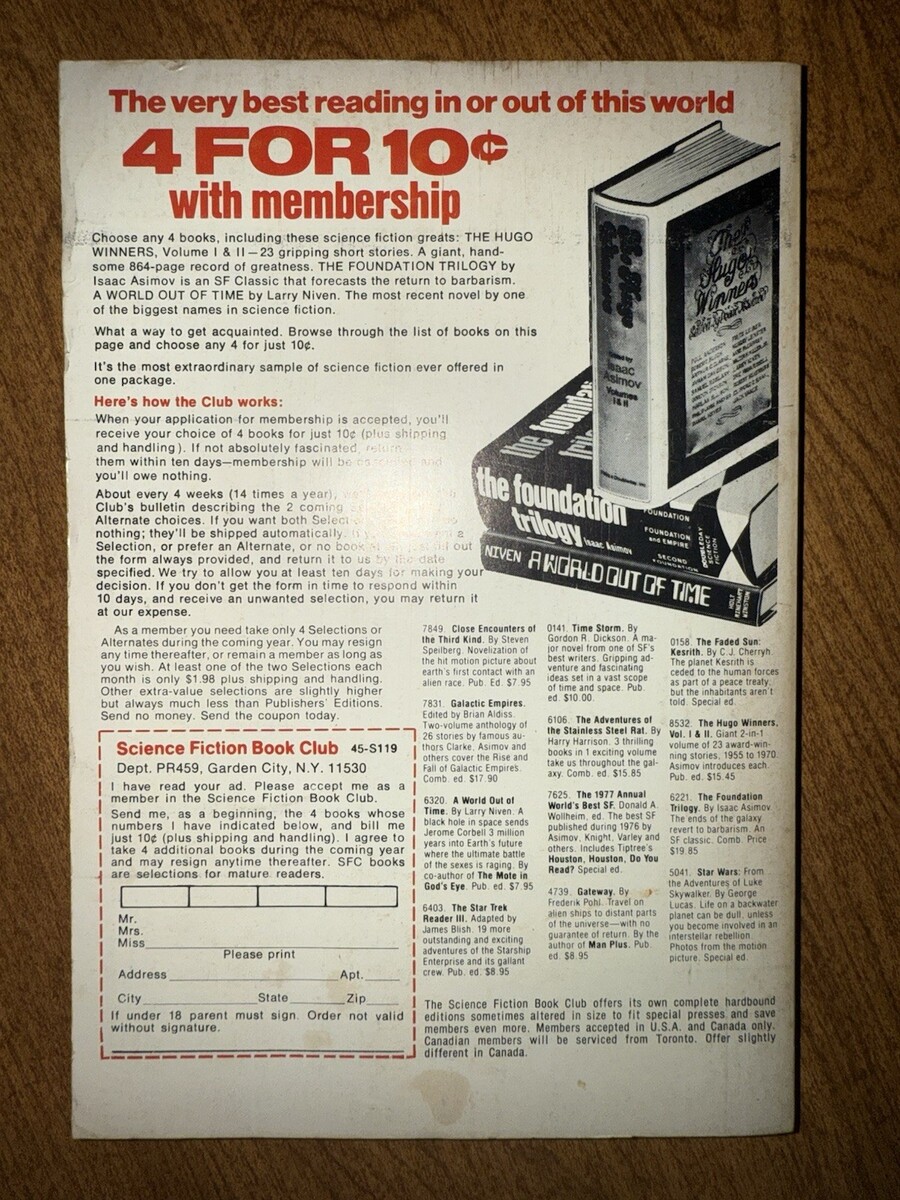 The very best reading in or out of this world
4 FOR 10¢
with membership
Choose any 4 books, including these science fiction greats: THE HUGO
WINNERS, Volume I & II—23 gripping short stories. A giant, hand-
some 864-page record of greatness. THE FOUNDATION TRILOGY by
Isaac Asimov is an SF Classic that forecasts the return to barbarism.
A WORLD OUT OF TIME by Larry Niven. The most recent novel by one
of the biggest names in science fiction.
What a way to get acquainted. Browse through the list of books on this
page and choose any 4 for just 10¢.
It's the most extraordinary sample of science fiction ever offered in
one package.
Here's how the Club works:
When your application for membership is accepted, you'll
receive your choice of 4 books for just 10¢ (plus shipping
and handling). If not absolutely fascinated, return
them within ten days—membership will be and
you'll owe nothing.
About every 4 weeks (14 times a year),
Club's bulletin describing the 2 coming
Alternate choices. If you want both
nothing; they'll be shipped automatically. a
Selection, or prefer an Alternate, or no book out
the form always provided, and return it to us by the date
specified. We try to allow you at least ten days for making your
decision. If you don't get the form in time to respond within
10 days, and receive an unwanted selection, you may return it
at our expense.
As a member you need take only 4 Selections or
Alternates during the coming year. You may resign
any time thereafter, or remain a member as long as
you wish. At least one of the two Selections each
month is only $1.98 plus shipping and handling.
Other extra-value selections are slightly higher
but always much less than Publishers' Editions.
Send no money. Send the coupon today.
Science Fiction Book Club 45-S119
Dept. PR459, Garden City, N.Y. 11530
I have read your ad. Please accept me as a
member in the Science Fiction Book Club.
Send me, as a beginning, the 4 books whose
numbers I have indicated below, and bill me
just 10¢ (plus shipping and handling). I agree to
take 4 additional books during the coming year
and may resign anytime thereafter. SFC books
are selections for mature readers.
Mr.
Mrs.
Miss
Please print
Address Apt.
City State Zip
If under 18 parent must sign. Order not valid
without signature.
The Hugo Winners
Edited by
Isaac
Asimov
Volumes
I & II
The
Hugo
Winners
the foundation
trilogy
Isaac Asimov
FOUNDATION
FOUNDATION
and EMPIRE
SECOND
FOUNDATION
DOUBLEDAY
SCIENCE
FICTION
NIVEN A WORLD OUT OF TIME
HOLT
RINEHART
WINSTON
7849. Close Encounters of
the Third Kind. By Steven
Speilberg. Novelization of
the hit motion picture about
earth's first contact with an
alien race. Pub. Ed. $7.95
7831. Galactic Empires.
Edited by Brian Aldiss.
Two-volume anthology of
26 stories by famous au-
thors Clarke, Asimov and
others cover the Rise and
Fall of Galactic Empires.
Comb. ed. $17.90
6320. A World Out of
Time. By Larry Niven. A
black hole in space sends
Jerome Corbell 3 million
years into Earth's future
where the ultimate battle
of the sexes is raging. By
co-author of The Mote in
God's Eye. Pub. ed. $7.95
6403. The Star Trek
Reader III. Adapted by
James Blish. 19 more
outstanding and exciting
adventures of the Starship
Enterprise and its gallant
crew. Pub. ed. $8.95
0141. Time Storm. By
Gordon R. Dickson. A ma-
jor novel from one of SF's
best writers. Gripping ad-
venture and fascinating
ideas set in a vast scope
of time and space. Pub.
ed. $10.00.
6106. The Adventures of
the Stainless Steel Rat. By
Harry Harrison. 3 thrilling
books in 1 exciting volume
take us throughout the gal-
axy. Comb. ed. $15.85
7625. The 1977 Annual
World's Best SF. Donald A.
Wollheim, ed. The best SF
published during 1976 by
Asimov, Knight, Varley and
others. Includes Tiptree's
Houston, Houston, Do You
Read? Special ed.
4739. Gateway. By
Frederik Pohl. Travel on
alien ships to distant parts
of the universe—with no
guarantee of return. By the
author of Man Plus. Pub.
ed. $8.95
0158. The Faded Sun:
Kesrith. By C.J. Cherryh.
The planet Kesrith is
ceded to the human forces
as part of a peace treaty,
but the inhabitants aren't
told. Special ed.
8532. The Hugo Winners,
Vol. I & II. Giant 2-in-1
volume of 23 award-win-
ning stories, 1955 to 1970.
Asimov introduces each.
Pub. ed. $15.45
6221. The Foundation
Trilogy. By Isaac Asimov
The ends of the galaxy
revert to barbarism. An
SF classic. Comb. Price
$19.85
5041. Star Wars: From
the Adventures of Luke
Skywalker. By George
Lucas. Life on a backwater
planet can be dull, unless
you become involved in an
interstellar rebellion.
Photos from the motion
picture. Special ed.
The Science Fiction Book Club offers its own complete hardbound
editions sometimes altered in size to fit special presses and save
members even more. Members accepted in U.S.A. and Canada only.
Canadian members will be serviced from Toronto. Offer slightly
different in Canada.